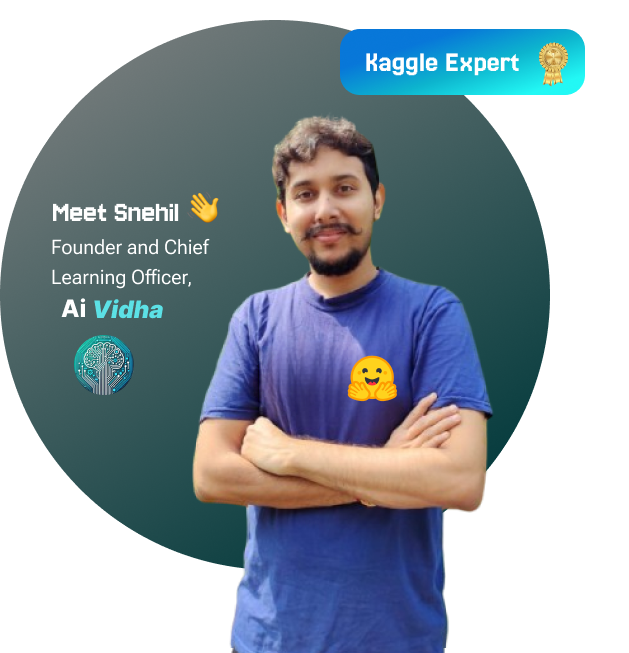 Kaggle Expert
Meet Snehil
Founder and Chief
Learning Officer,
Ai Vidha